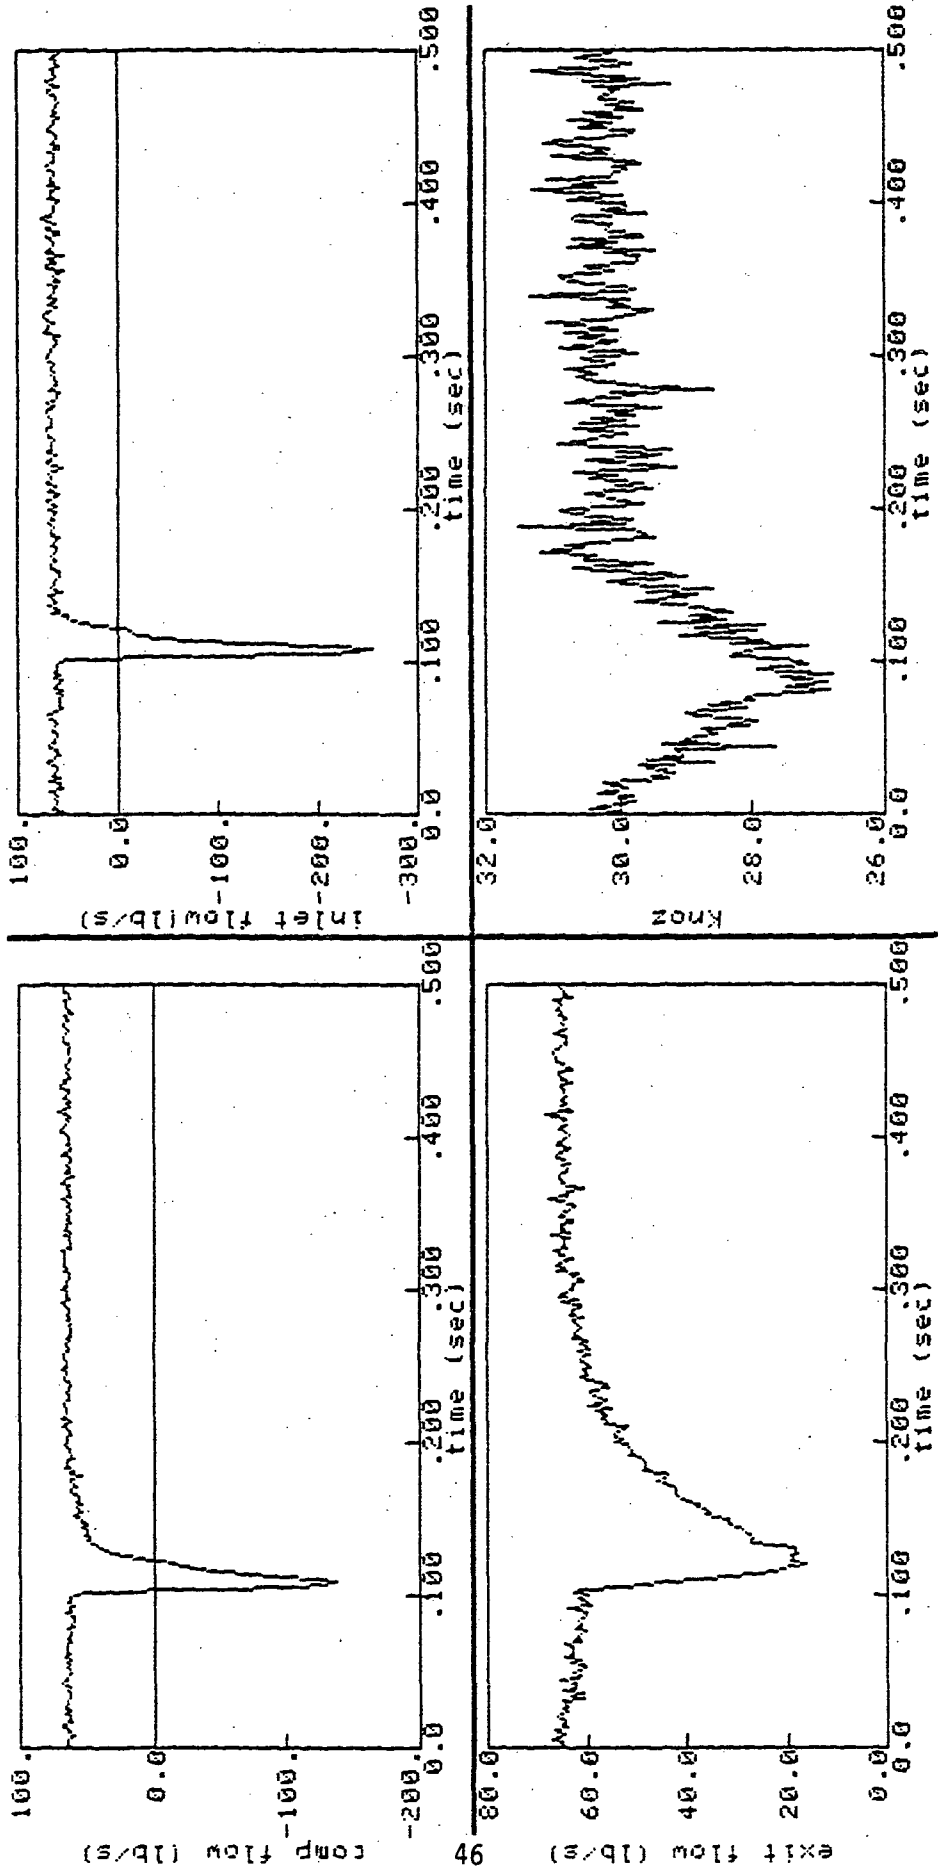 100.
0.0
-100.
-200.
comp flow (lb/s)
0.0 .100 .200 .300 .400 .500
time (sec)
100.
0.0
-100.
-200.
-300.
inlet flow(lb/s)
0.0 .100 .200 .300 .400 .500
time (sec)
80.0
60.0
40.0
20.0
0.0
exit flow (lb/s)
0.0 .100 .200 .300 .400 .500
time (sec)
32.0
30.0
28.0
26.0
Knoz
0.0 .100 .200 .300 .400 .500
time (sec)
46